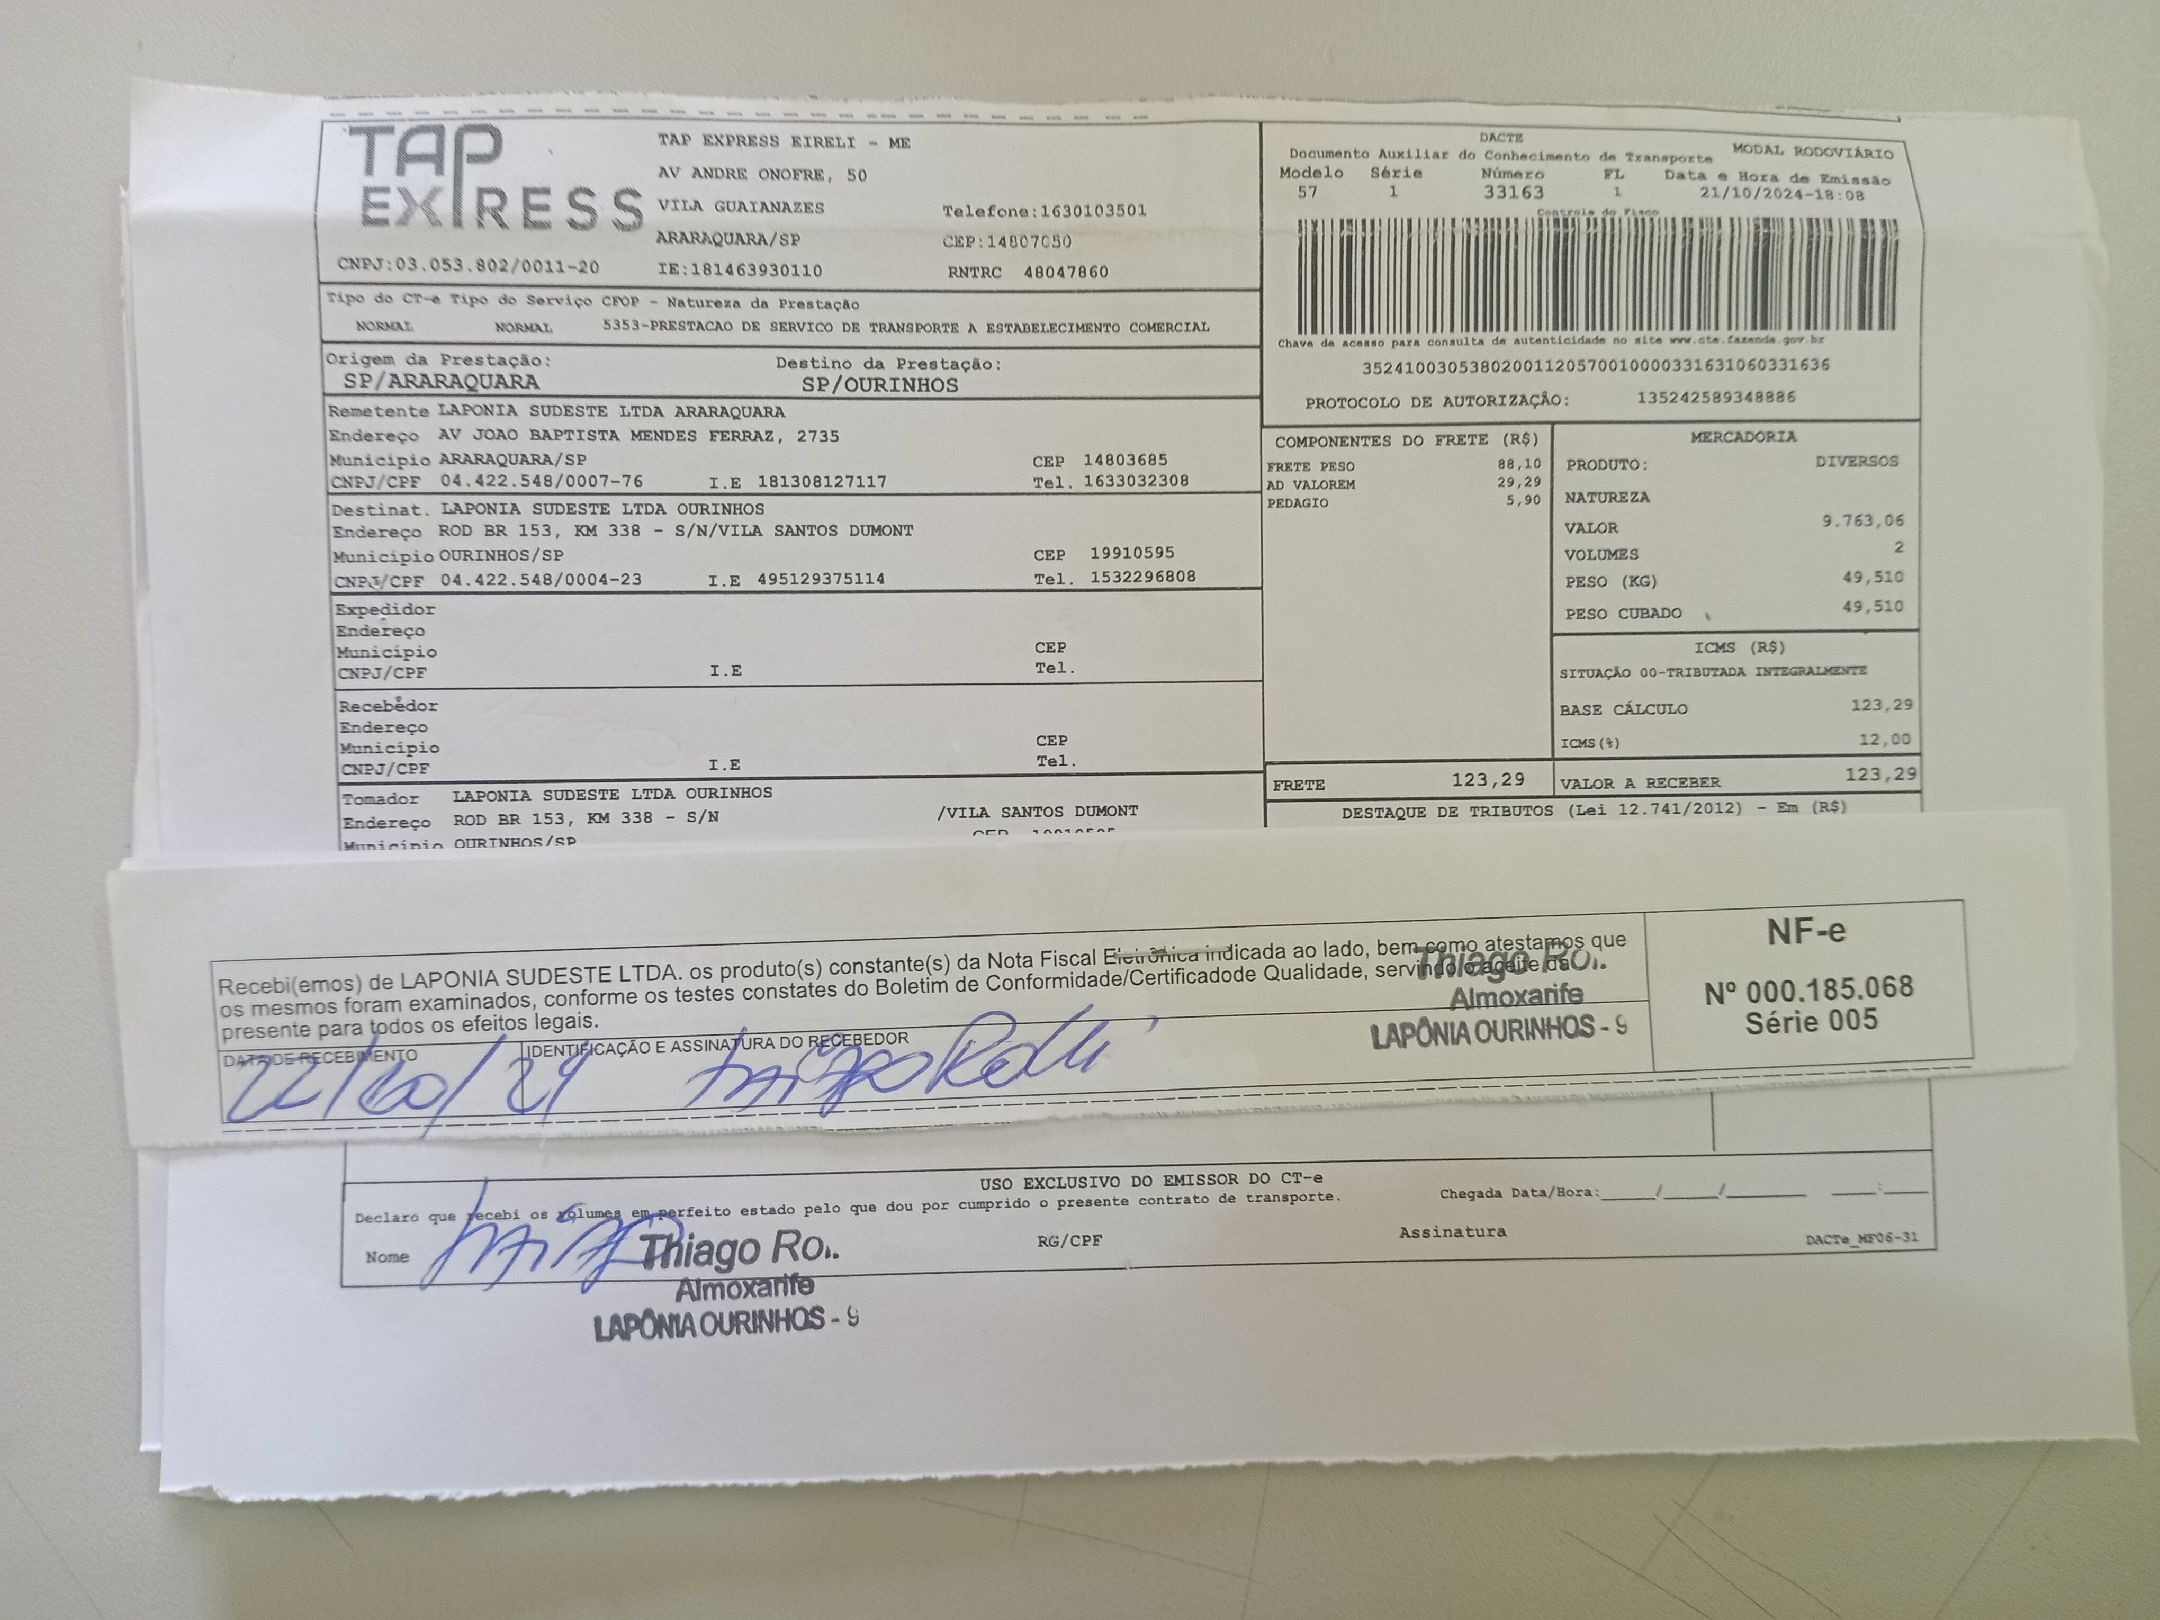 TAP EXPRESS
TAP EXPRESS EIRELI - ME
AV ANDRE ONOFRE, 50
VILA GUAIANAZES Telefone:1630103501
ARARAQUARA/SP CEP:14807050
CNPJ:03.053.802/0011-20 IE:181463930110 RNTRC 48047860
DACTE
Documento Auxiliar do Conhecimento de Transporte MODAL RODOVIÁRIO
Modelo Série Número FL Data e Hora de Emissão
57 1 33163 1 21/10/2024-18:08
Controle do Fisco
Chave de acesso para consulta de autenticidade no site www.cte.fazenda.gov.br
35241003053802001120570010000331631060331636
PROTOCOLO DE AUTORIZAÇÃO: 135242589348886
Tipo do CT-e Tipo do Serviço CFOP - Natureza da Prestação
NORMAL NORMAL 5353-PRESTACAO DE SERVICO DE TRANSPORTE A ESTABELECIMENTO COMERCIAL
Origem da Prestação: Destino da Prestação:
SP/ARARAQUARA SP/OURINHOS
Remetente LAPONIA SUDESTE LTDA ARARAQUARA
Endereço AV JOAO BAPTISTA MENDES FERRAZ, 2735
Município ARARAQUARA/SP CEP 14803685
CNPJ/CPF 04.422.548/0007-76 I.E 181308127117 Tel. 1633032308
Destinat. LAPONIA SUDESTE LTDA OURINHOS
Endereço ROD BR 153, KM 338 - S/N/VILA SANTOS DUMONT
Município OURINHOS/SP CEP 19910595
CNPJ/CPF 04.422.548/0004-23 I.E 495129375114 Tel. 1532296808
Expedidor
Endereço
Município CEP
CNPJ/CPF I.E Tel.
Recebedor
Endereço
Município CEP
CNPJ/CPF I.E Tel.
Tomador LAPONIA SUDESTE LTDA OURINHOS
Endereço ROD BR 153, KM 338 - S/N /VILA SANTOS DUMONT
Município OURINHOS/SP CEP
COMPONENTES DO FRETE (R$)
FRETE PESO 88,10
AD VALOREM 29,29
PEDAGIO 5,90
MERCADORIA
PRODUTO: DIVERSOS
NATUREZA
VALOR 9.763,06
VOLUMES 2
PESO (KG) 49,510
PESO CUBADO 49,510
ICMS (R$)
SITUAÇÃO 00-TRIBUTADA INTEGRALMENTE
BASE CÁLCULO 123,29
ICMS(%) 12,00
FRETE 123,29 VALOR A RECEBER 123,29
DESTAQUE DE TRIBUTOS (Lei 12.741/2012) - Em (R$)
Recebi(emos) de LAPONIA SUDESTE LTDA. os produto(s) constante(s) da Nota Fiscal Eletrônica indicada ao lado, bem como atestamos que
os mesmos foram examinados, conforme os testes constates do Boletim de Conformidade/Certificadode Qualidade, servindo o aceite da
presente para todos os efeitos legais.
DATA DE RECEBIMENTO IDENTIFICAÇÃO E ASSINATURA DO RECEBEDOR
22/10/24
Thiago
Almoxarife
LAPÔNIA OURINHOS - 9
NF-e
Nº 000.185.068
Série 005
USO EXCLUSIVO DO EMISSOR DO CT-e
Declaro que recebi os volumes em perfeito estado pelo que dou por cumprido o presente contrato de transporte. Chegada Data/Hora:____/____/______ ____:____
Nome RG/CPF Assinatura DACTe_MF06-31
Thiago
Almoxarife
LAPÔNIA OURINHOS - 9